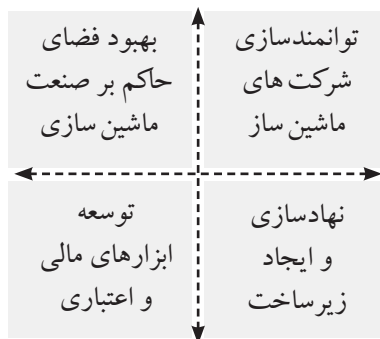 توانمندسازی
شرکت های
ماشین ساز
بهبود فضای
حاکم بر صنعت
ماشین سازی
نهادسازی
و ایجاد
زیرساخت
توسعه
ابزارهای مالی
و اعتباری